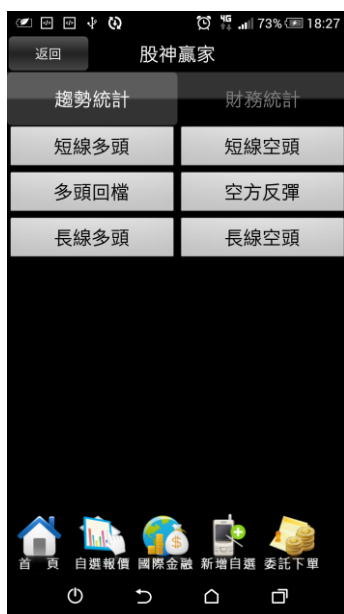 4G 73% 18:27
返回 股神贏家
趨勢統計 財務統計
短線多頭 短線空頭
多頭回檔 空方反彈
長線多頭 長線空頭
首頁 自選報價 國際金融 新增自選 委託下單